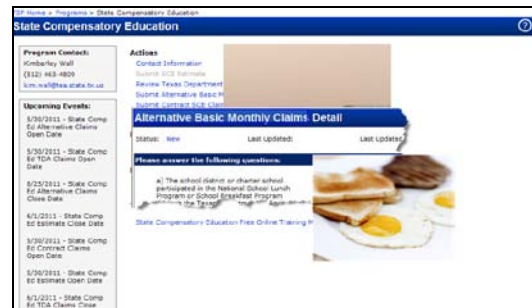 TSP Home » Programs » State Compensatory Education
State Compensatory Education
Program Contact:
Kimberley Wall
(512) 463-4809
kim.wall@tea.state.tx.us
Upcoming Events:
5/30/2011 - State Comp
Ed Alternative Claims
Open Date
5/30/2011 - State Comp
Ed TDA Claims Open
Date
8/25/2011 - State Comp
Ed Alternative Claims
Close Date
6/1/2011 - State Comp
Ed Estimate Close Date
5/30/2011 - State Comp
Ed Contract Claims
Open Date
5/30/2011 - State Comp
Ed Estimate Open Date
6/1/2011 - State Comp
Ed TDA Claims Close
Actions
Contact Information
Submit SCE Estimate
Review Texas Department
Submit Alternative Basic M
Submit Contract SCE Clai
Alternative Basic Monthly Claims Detail
Status: New Last Updated: Last Updated
Please answer the following questions:
a) The school district or charter school
participated in the National School Lunch
Program or School Breakfast Program
State Compensatory Education Free Online Training M